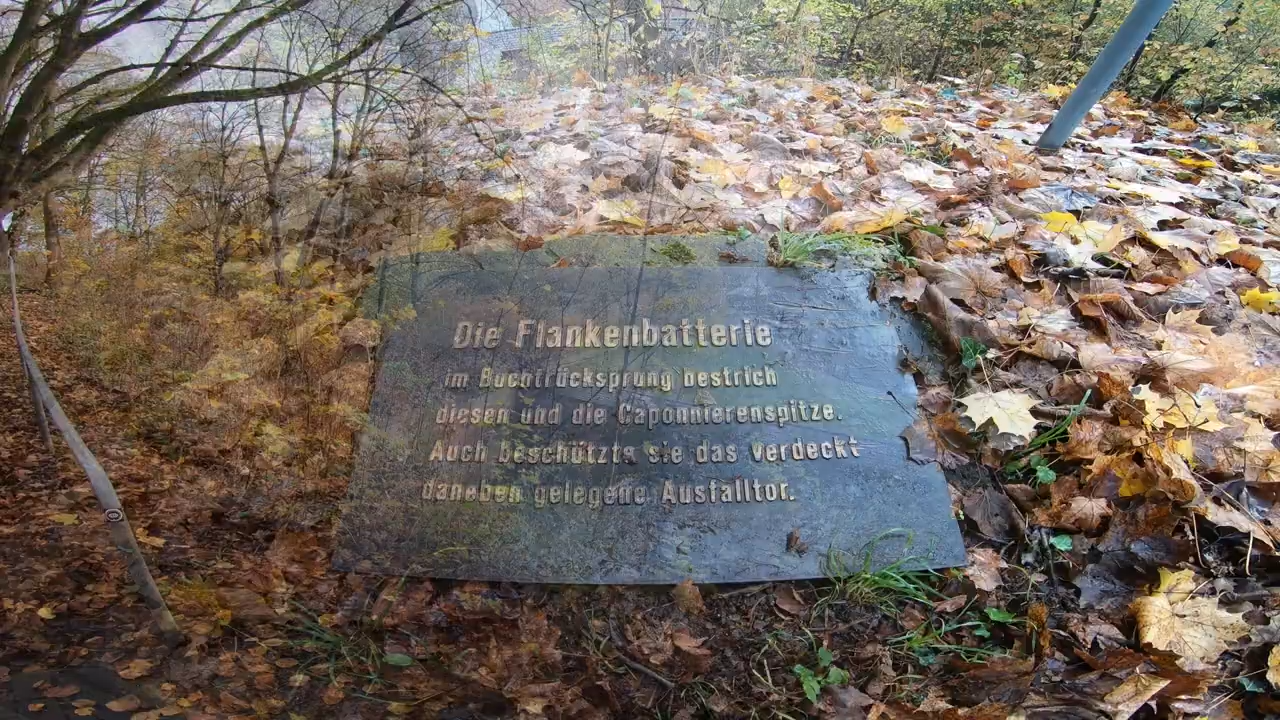 Die Flankenbatterie
im Buchtrücksprung bestrich
diesen und die Caponnierenspitze.
Auch beschützte sie das verdeckt
daneben gelegene Ausfalltor.